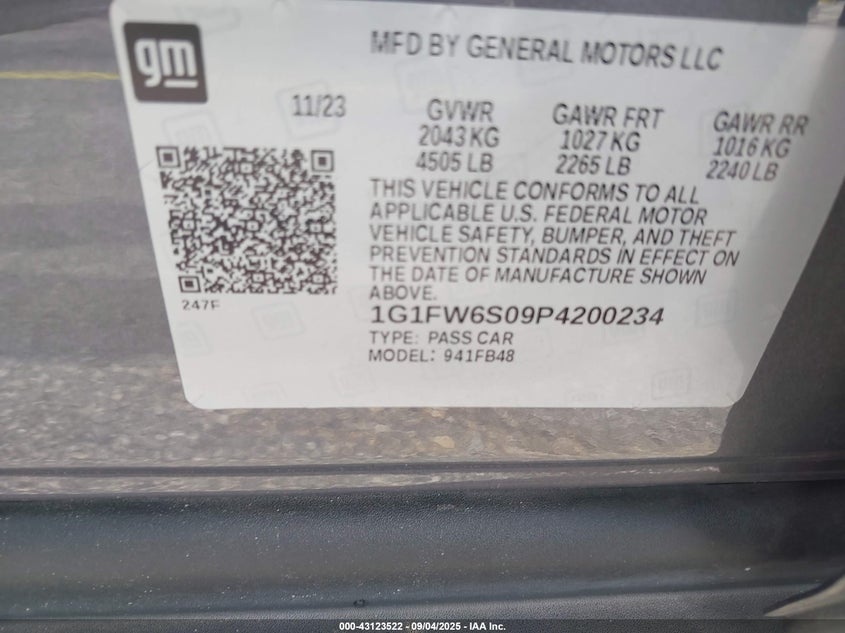 gm
MFD BY GENERAL MOTORS LLC
11/23
GVWR
2043 KG
4505 LB
GAWR FRT
1027 KG
2265 LB
GAWR RR
1016 KG
2240 LB
THIS VEHICLE CONFORMS TO ALL
APPLICABLE U.S. FEDERAL MOTOR
VEHICLE SAFETY, BUMPER, AND THEFT
PREVENTION STANDARDS IN EFFECT ON
THE DATE OF MANUFACTURE SHOWN
ABOVE.
247F
1G1FW6S09P4200234
TYPE: PASS CAR
MODEL: 941FB48
000-43123522 - 09/04/2025 - IAA Inc.